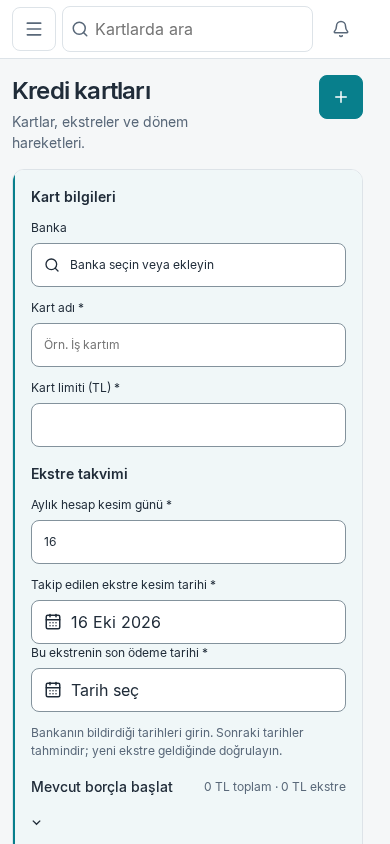 Kartlarda ara
Kredi kartları
Kartlar, ekstreler ve dönem
hareketleri.
Kart bilgileri
Banka
Banka seçin veya ekleyin
Kart adı *
Örn. İş kartım
Kart limiti (TL) *
Ekstre takvimi
Aylık hesap kesim günü *
16
Takip edilen ekstre kesim tarihi *
16 Eki 2026
Bu ekstrenin son ödeme tarihi *
Tarih seç
Bankanın bildirdiği tarihleri girin. Sonraki tarihler
tahmindir; yeni ekstre geldiğinde doğrulayın.
Mevcut borçla başlat 0 TL toplam · 0 TL ekstre